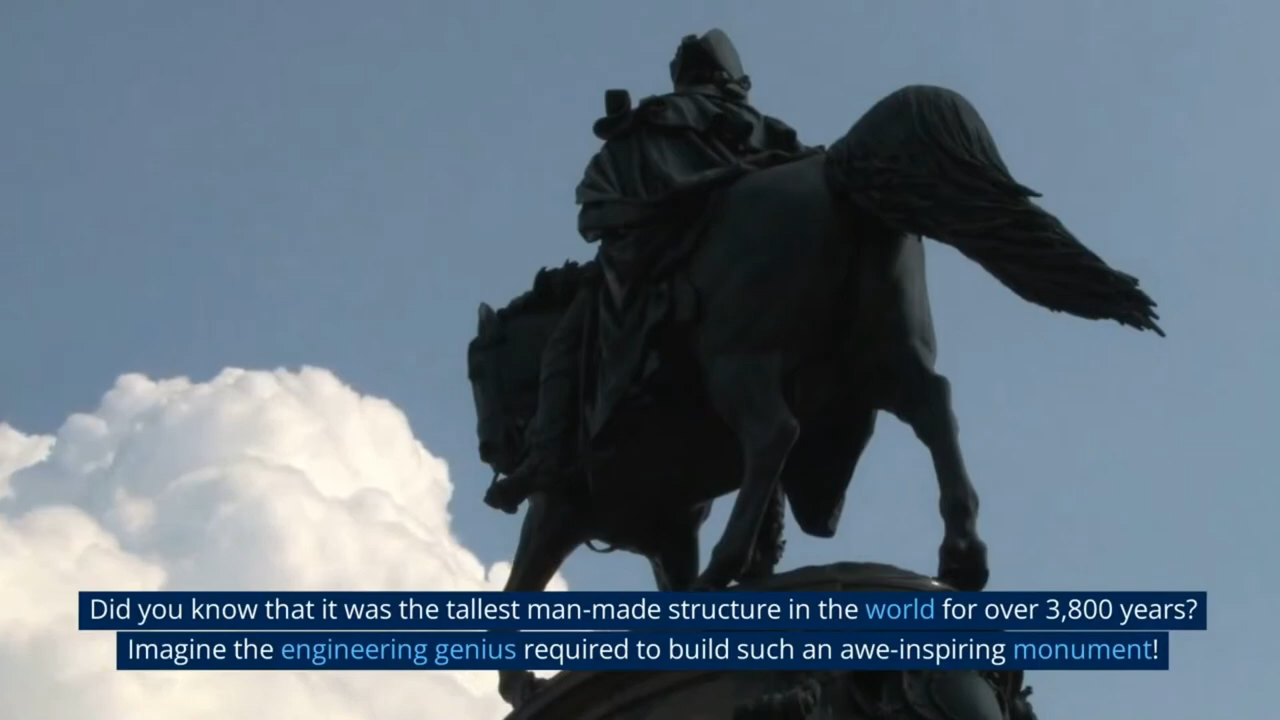 Did you know that it was the tallest man-made structure in the world for over 3,800 years?
Imagine the engineering genius required to build such an awe-inspiring monument!